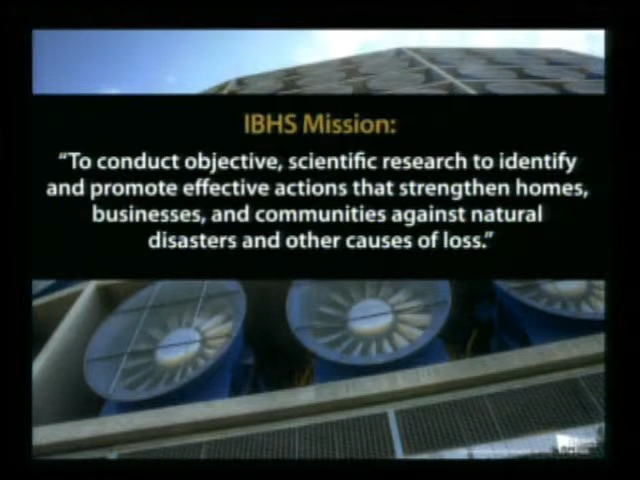 IBHS Mission:
“To conduct objective, scientific research to identify
and promote effective actions that strengthen homes,
businesses, and communities against natural
disasters and other causes of loss.”